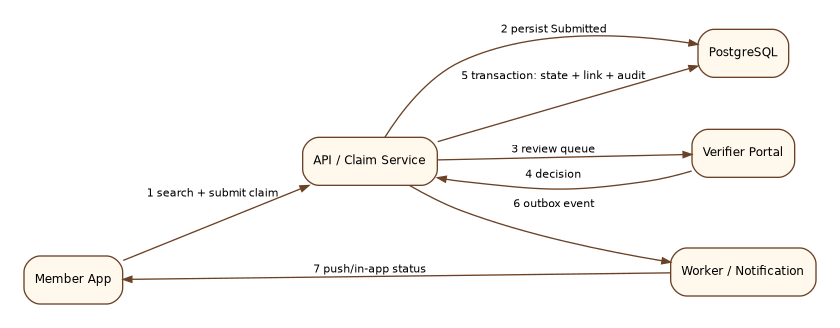 2 persist Submitted
PostgreSQL
5 transaction: state + link + audit
API / Claim Service
3 review queue
Verifier Portal
4 decision
1 search + submit claim
6 outbox event
Member App
7 push/in-app status
Worker / Notification